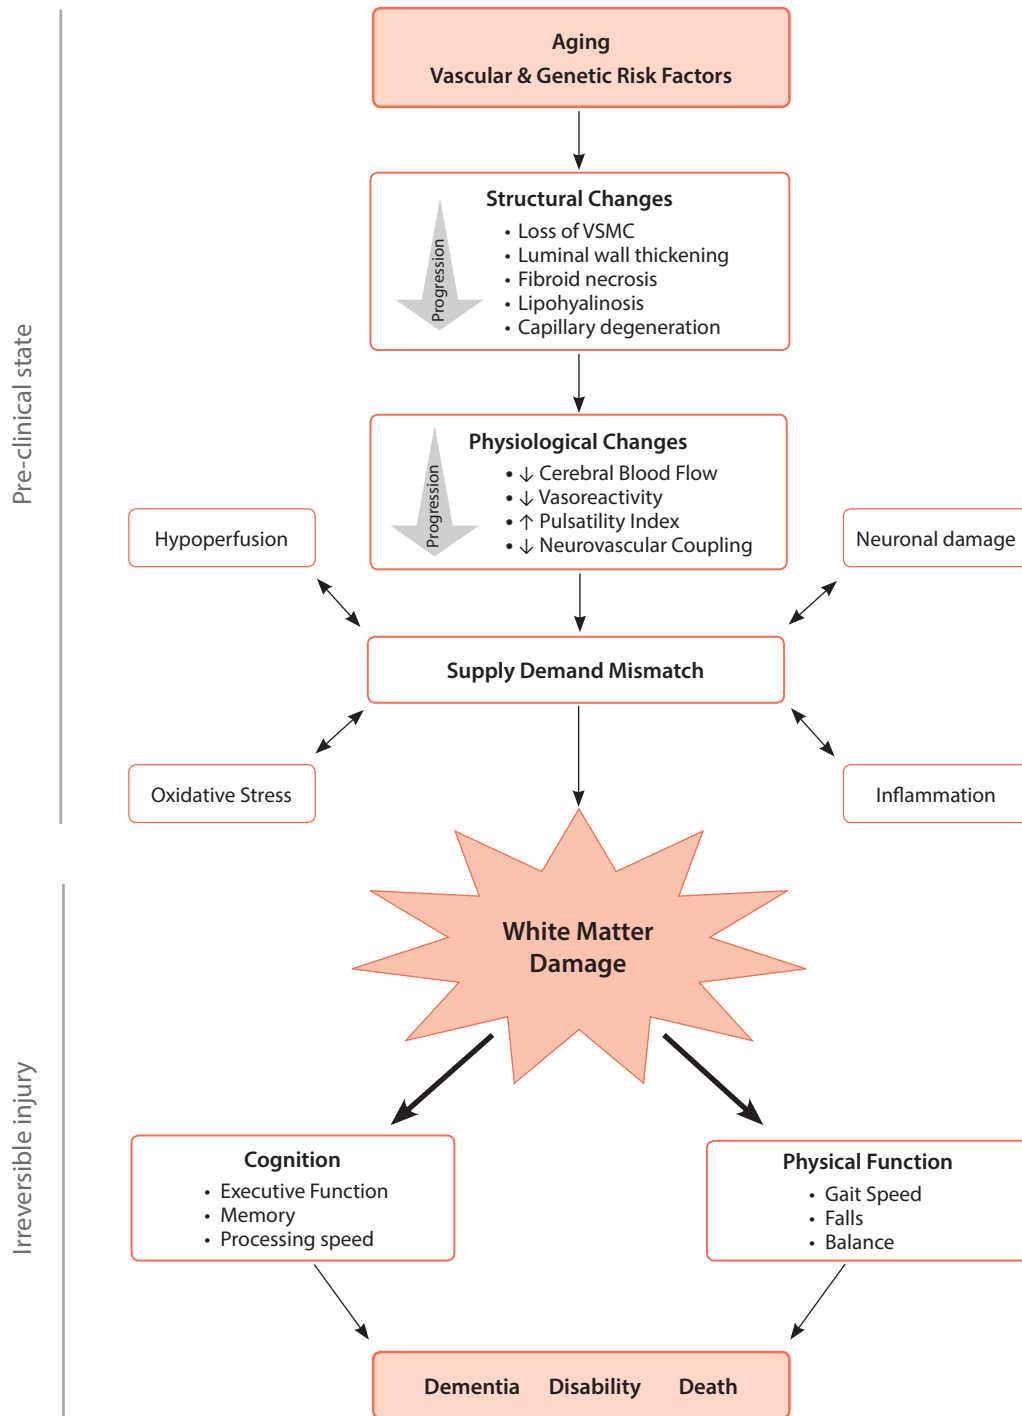 Aging
Vascular & Genetic Risk Factors
Pre-clinical state
Structural Changes
Progression
• Loss of VSMC
• Luminal wall thickening
• Fibroid necrosis
• Lipohyalinosis
• Capillary degeneration
Physiological Changes
Progression
• ↓ Cerebral Blood Flow
• ↓ Vasoreactivity
• ↑ Pulsatility Index
• ↓ Neurovascular Coupling
Hypoperfusion
Neuronal damage
Supply Demand Mismatch
Oxidative Stress
Inflammation
Irreversible injury
White Matter
Damage
Cognition
• Executive Function
• Memory
• Processing speed
Physical Function
• Gait Speed
• Falls
• Balance
Dementia Disability Death